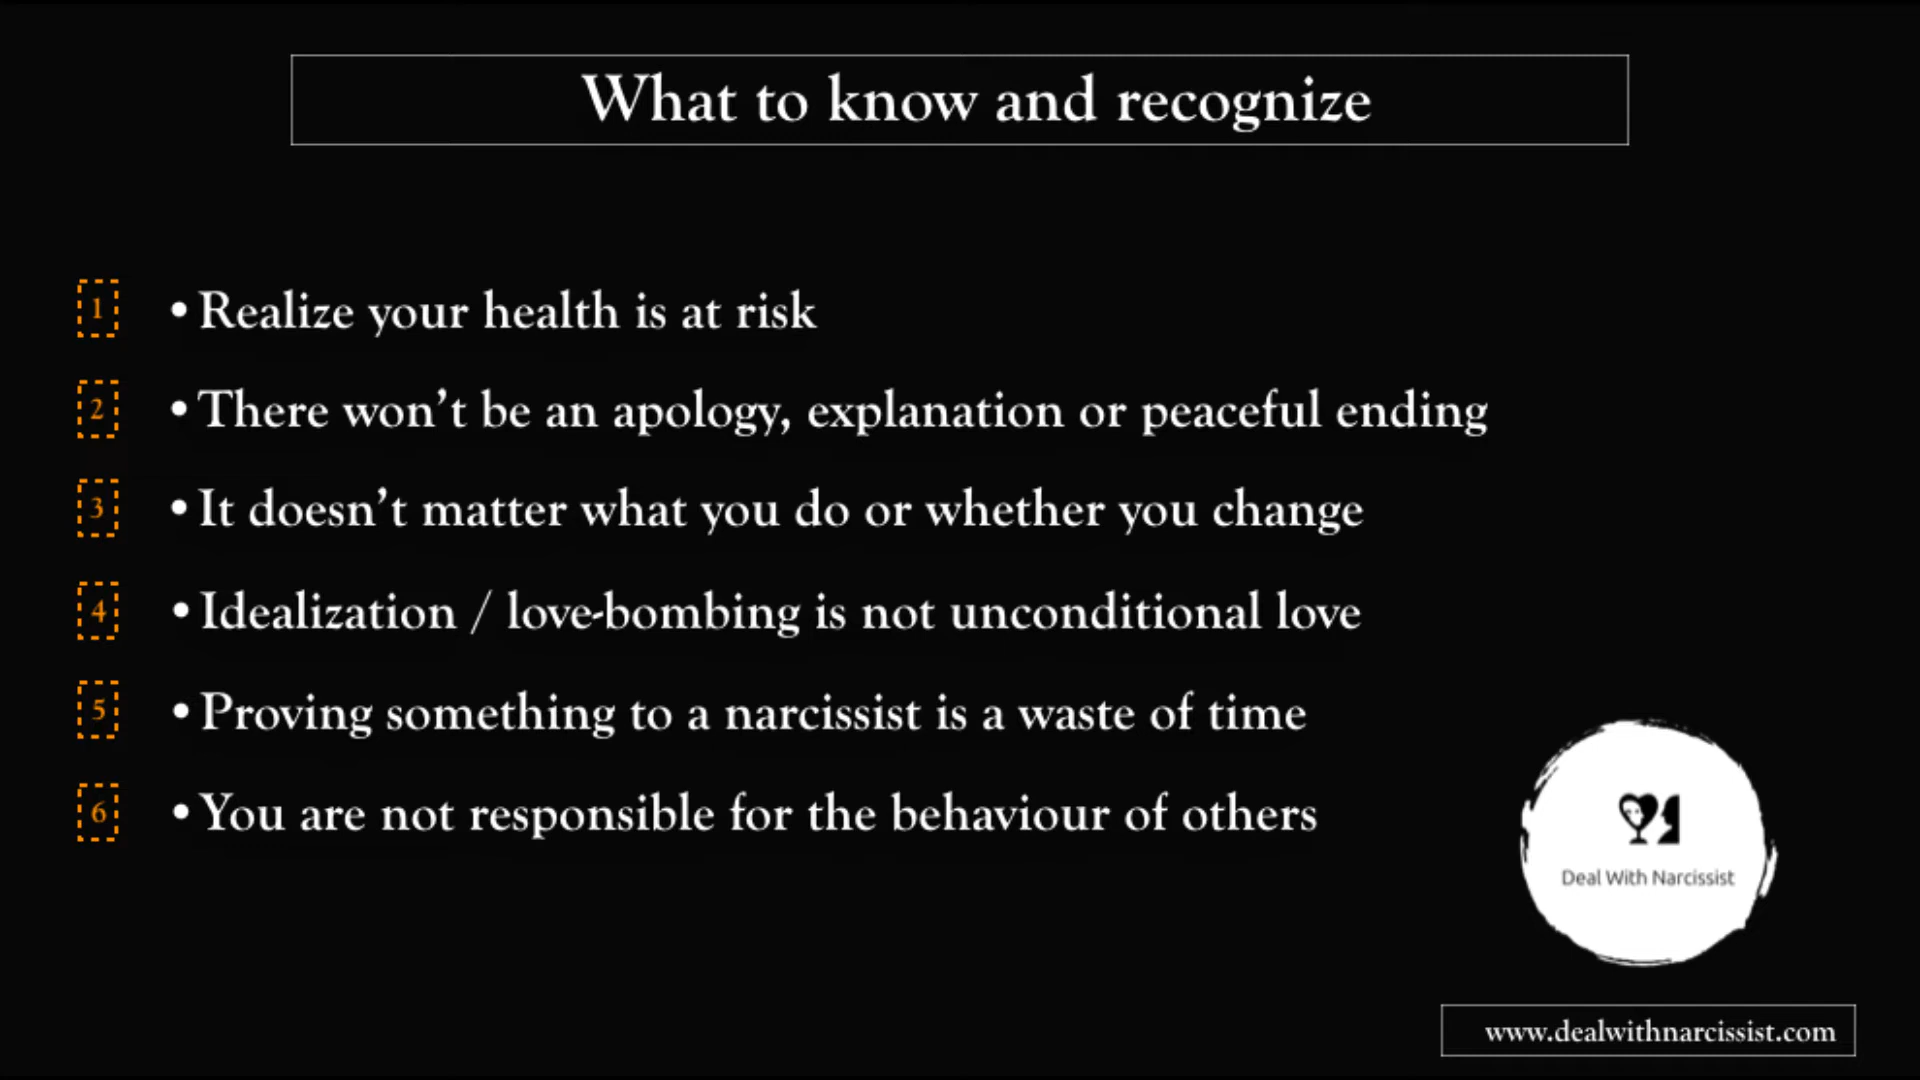 What to know and recognize
1 • Realize your health is at risk
2 • There won’t be an apology, explanation or peaceful ending
3 • It doesn’t matter what you do or whether you change
4 • Idealization / love-bombing is not unconditional love
5 • Proving something to a narcissist is a waste of time
6 • You are not responsible for the behaviour of others
Deal With Narcissist
www.dealwithnarcissist.com